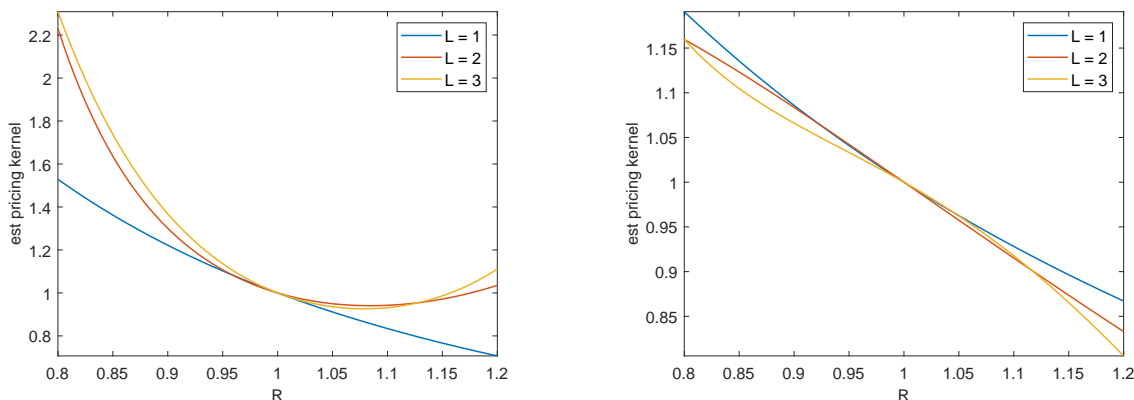 est pricing kernel
2.2
2
1.8
1.6
1.4
1.2
1
0.8
L = 1
L = 2
L = 3
0.8 0.85 0.9 0.95 1 1.05 1.1 1.15 1.2
R
est pricing kernel
1.15
1.1
1.05
1
0.95
0.9
0.85
L = 1
L = 2
L = 3
0.8 0.85 0.9 0.95 1 1.05 1.1 1.15 1.2
R